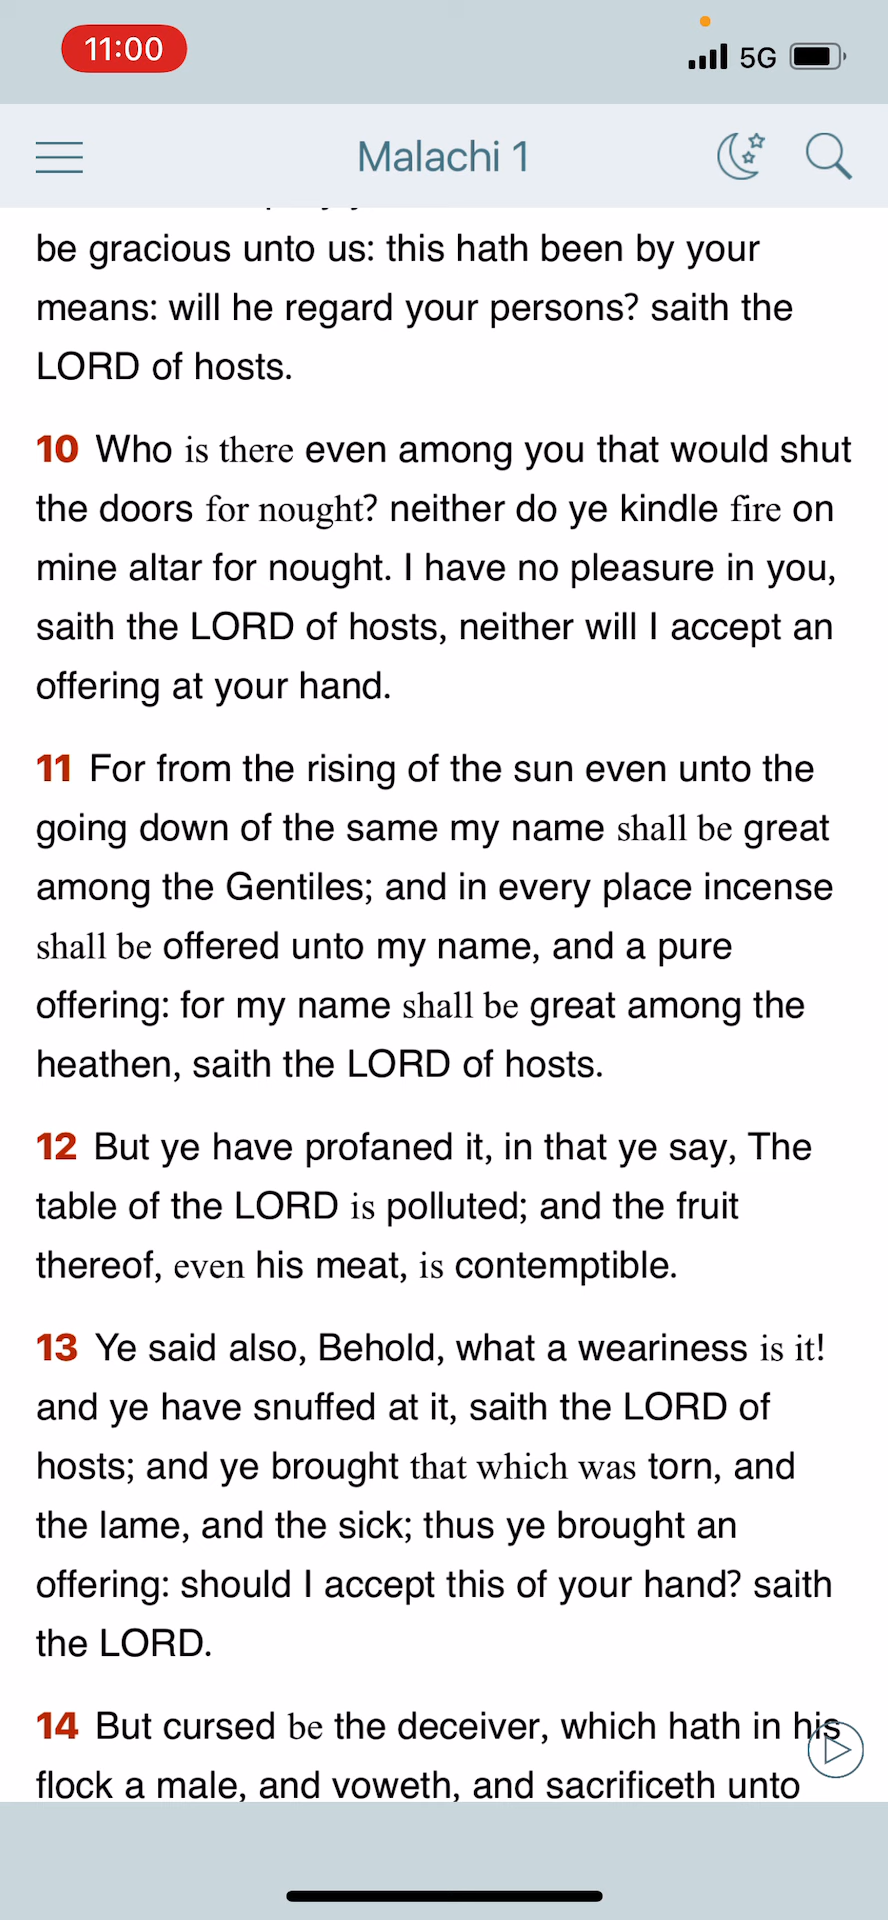 11:00
5G
Malachi 1
be gracious unto us: this hath been by your
means: will he regard your persons? saith the
LORD of hosts.
10 Who is there even among you that would shut
the doors for nought? neither do ye kindle fire on
mine altar for nought. I have no pleasure in you,
saith the LORD of hosts, neither will I accept an
offering at your hand.
11 For from the rising of the sun even unto the
going down of the same my name shall be great
among the Gentiles; and in every place incense
shall be offered unto my name, and a pure
offering: for my name shall be great among the
heathen, saith the LORD of hosts.
12 But ye have profaned it, in that ye say, The
table of the LORD is polluted; and the fruit
thereof, even his meat, is contemptible.
13 Ye said also, Behold, what a weariness is it!
and ye have snuffed at it, saith the LORD of
hosts; and ye brought that which was torn, and
the lame, and the sick; thus ye brought an
offering: should I accept this of your hand? saith
the LORD.
14 But cursed be the deceiver, which hath in his
flock a male, and voweth, and sacrificeth unto